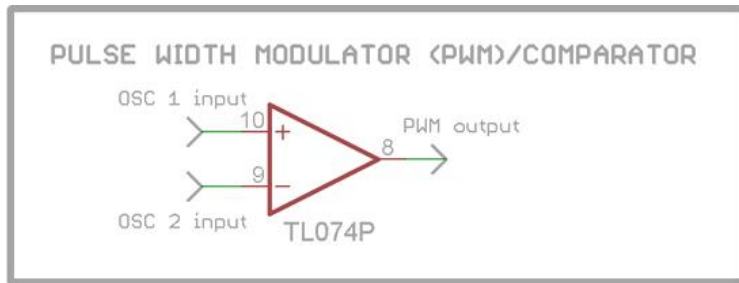 PULSE WIDTH MODULATOR (PWM)/COMPARATOR
OSC 1 input
10
+
PWM output
8
9
-
OSC 2 input
TL074P